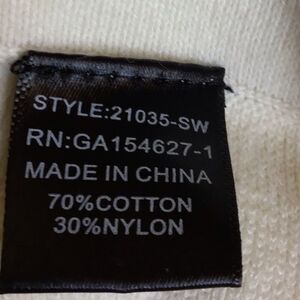 STYLE:21035-SW
RN:GA154627-1
MADE IN CHINA
70%COTTON
30%NYLON